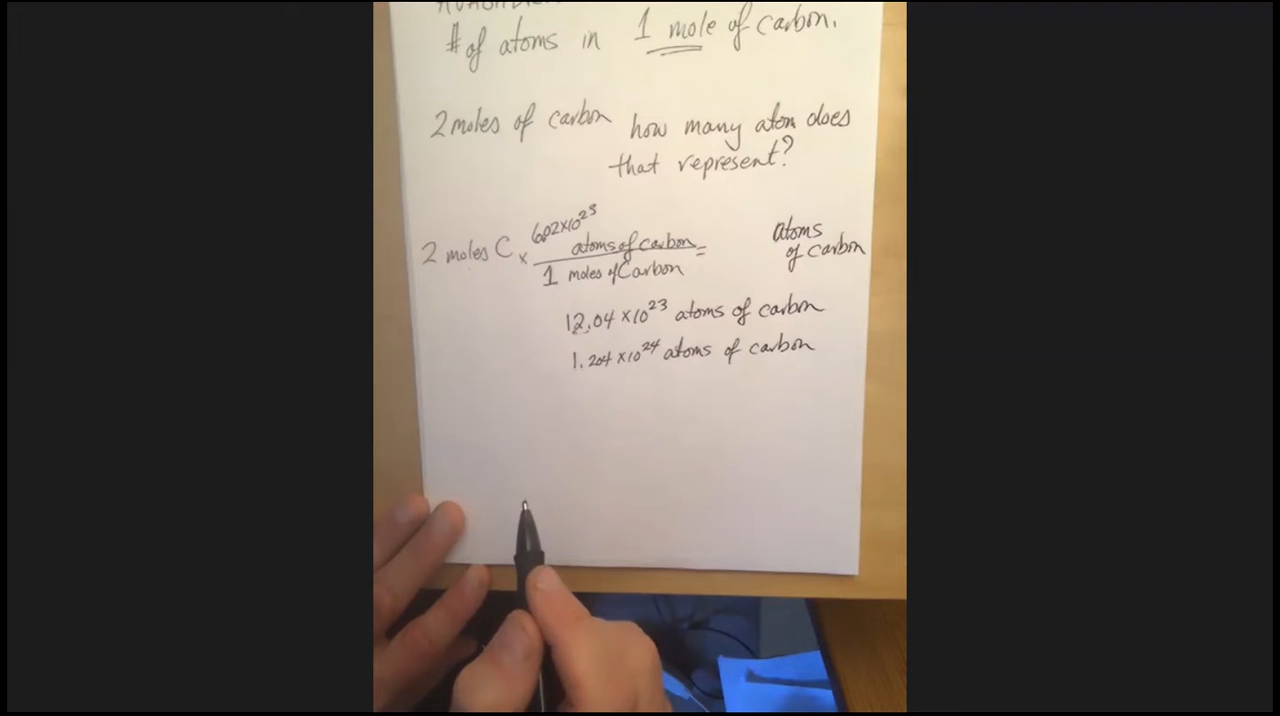 # of atoms in 1 mole of carbon.
2 moles of carbon how many atom does
that represent?
2 moles C x 6.02x10^23 atoms of carbon / 1 moles of Carbon = atoms of carbon
12.04 x10^23 atoms of carbon
1.204 x10^24 atoms of carbon